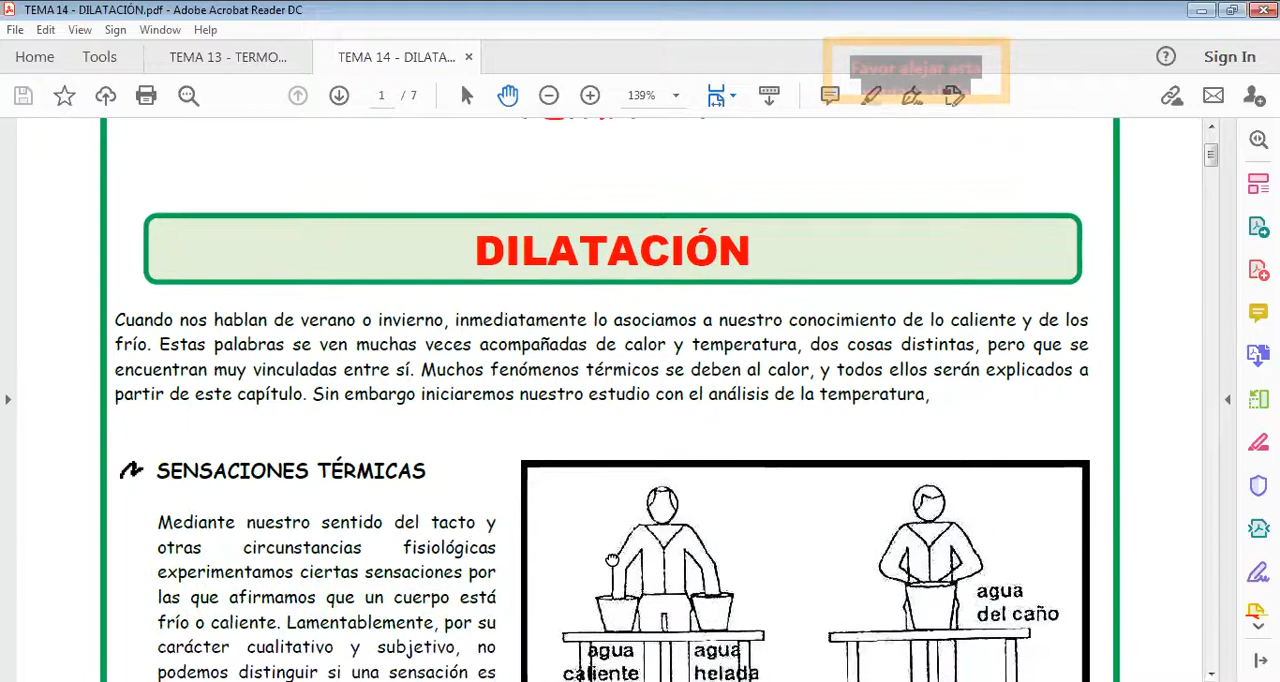 TEMA 14 - DILATACIÓN.pdf - Adobe Acrobat Reader DC
File Edit View Sign Window Help
Home Tools TEMA 13 - TERMO... TEMA 14 - DILATA... × Sign In
Favor alejar esta
1 / 7 139%
DILATACIÓN
Cuando nos hablan de verano o invierno, inmediatamente lo asociamos a nuestro conocimiento de lo caliente y de los
frío. Estas palabras se ven muchas veces acompañadas de calor y temperatura, dos cosas distintas, pero que se
encuentran muy vinculadas entre sí. Muchos fenómenos térmicos se deben al calor, y todos ellos serán explicados a
partir de este capítulo. Sin embargo iniciaremos nuestro estudio con el análisis de la temperatura,
SENSACIONES TÉRMICAS
Mediante nuestro sentido del tacto y
otras circunstancias fisiológicas
experimentamos ciertas sensaciones por
las que afirmamos que un cuerpo está
frío o caliente. Lamentablemente, por su
carácter cualitativo y subjetivo, no
podemos distinguir si una sensación es
agua
caliente
agua
helada
agua
del caño